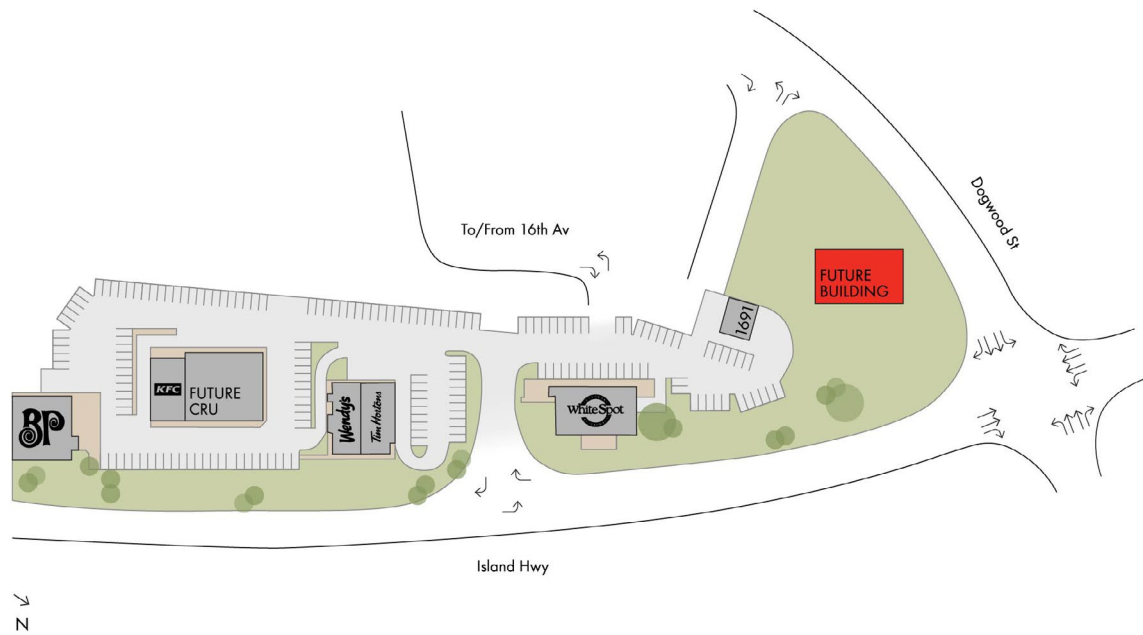 Dogwood St
To/From 16th Av
FUTURE
BUILDING
1691
KFC
FUTURE
CRU
BP
Wendy's
Tim Hortons
White Spot
Island Hwy
N